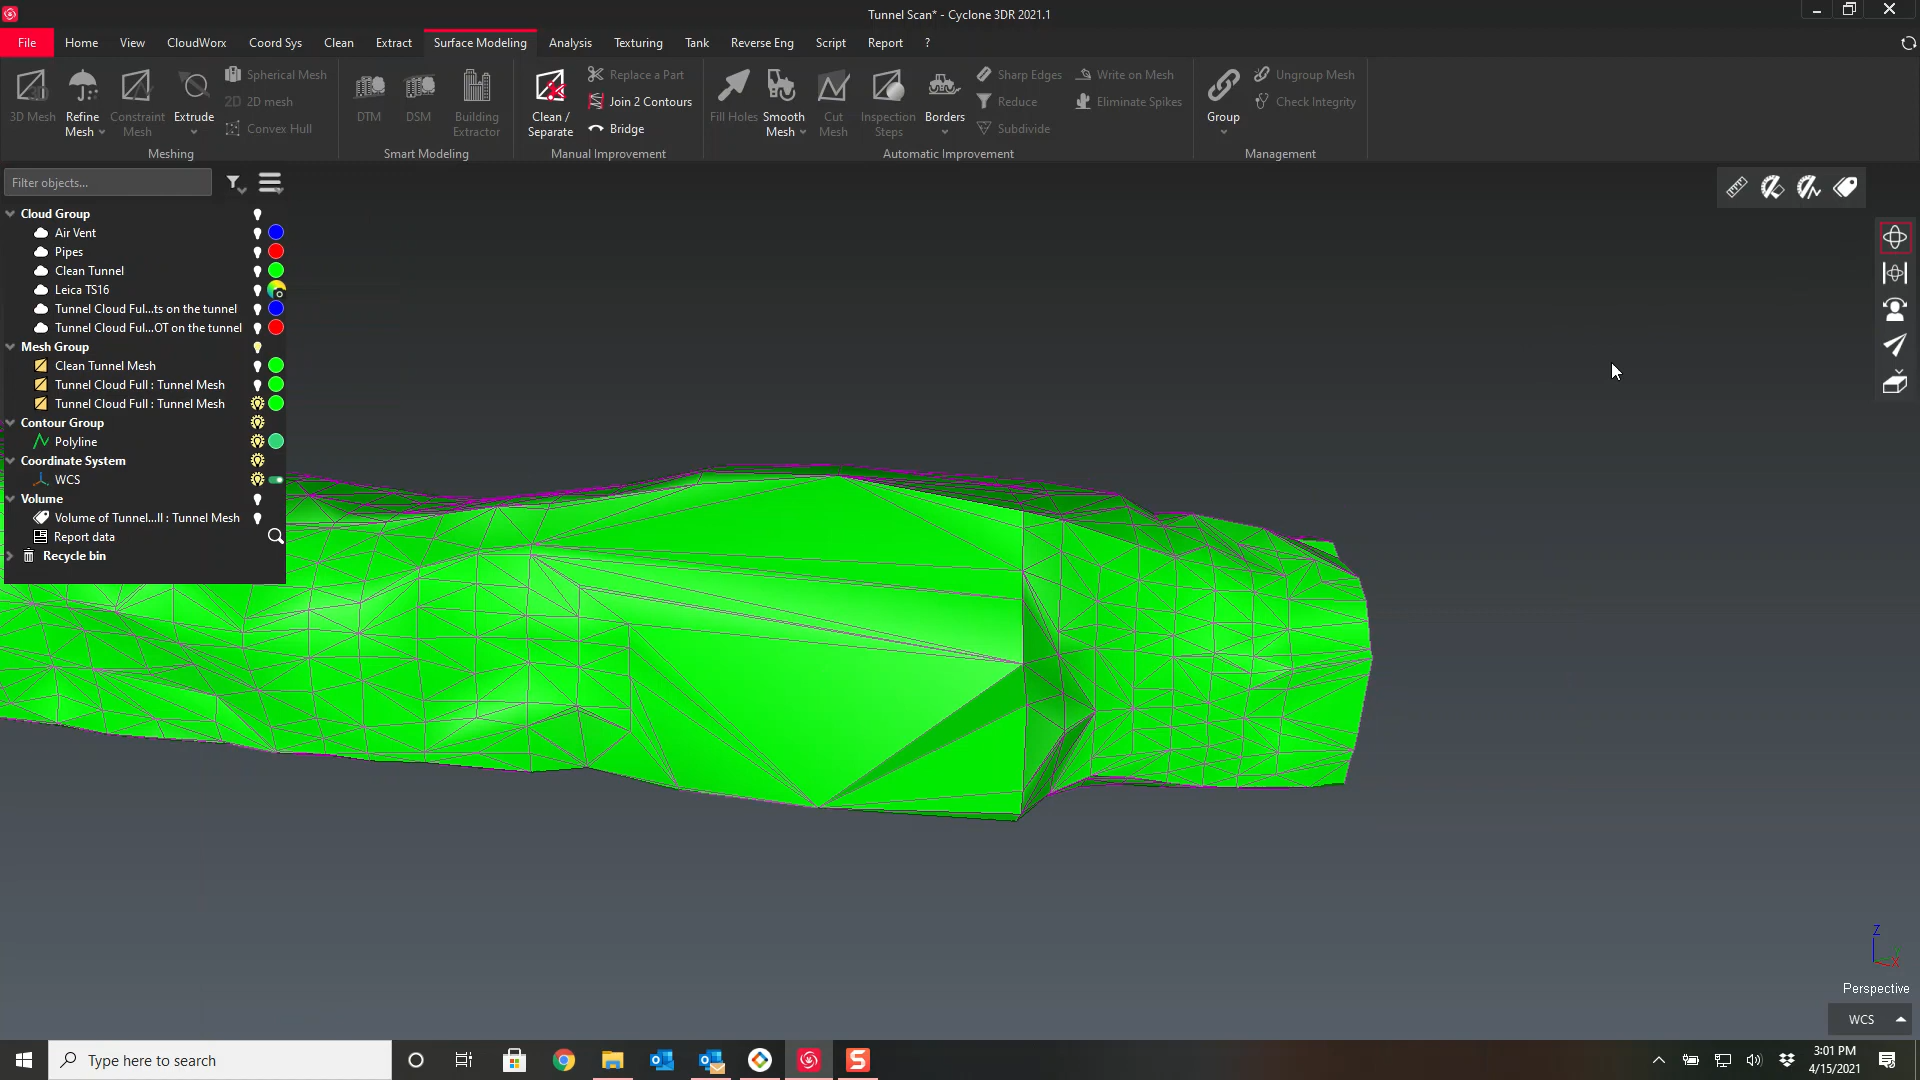 Tunnel Scan* - Cyclone 3DR 2021.1
File Home View CloudWorx Coord Sys Clean Extract Surface Modeling Analysis Texturing Tank Reverse Eng Script Report ?
3D Mesh
Refine Mesh
Constraint Mesh
Extrude
Spherical Mesh
2D 2D mesh
Convex Hull
Meshing
DTM
DSM
Building Extractor
Smart Modeling
Clean / Separate
Replace a Part
Join 2 Contours
Bridge
Manual Improvement
Fill Holes
Smooth Mesh
Cut Mesh
Inspection Steps
Borders
Sharp Edges
Reduce
Subdivide
Write on Mesh
Eliminate Spikes
Automatic Improvement
Group
Ungroup Mesh
Check Integrity
Management
Filter objects...
Cloud Group
Air Vent
Pipes
Clean Tunnel
Leica TS16
Tunnel Cloud Ful...ts on the tunnel
Tunnel Cloud Ful...OT on the tunnel
Mesh Group
Clean Tunnel Mesh
Tunnel Cloud Full : Tunnel Mesh
Tunnel Cloud Full : Tunnel Mesh
Contour Group
Polyline
Coordinate System
WCS
Volume
Volume of Tunnel...ll : Tunnel Mesh
Report data
Recycle bin
Z
X
Perspective
WCS
Type here to search
3:01 PM
4/15/2021